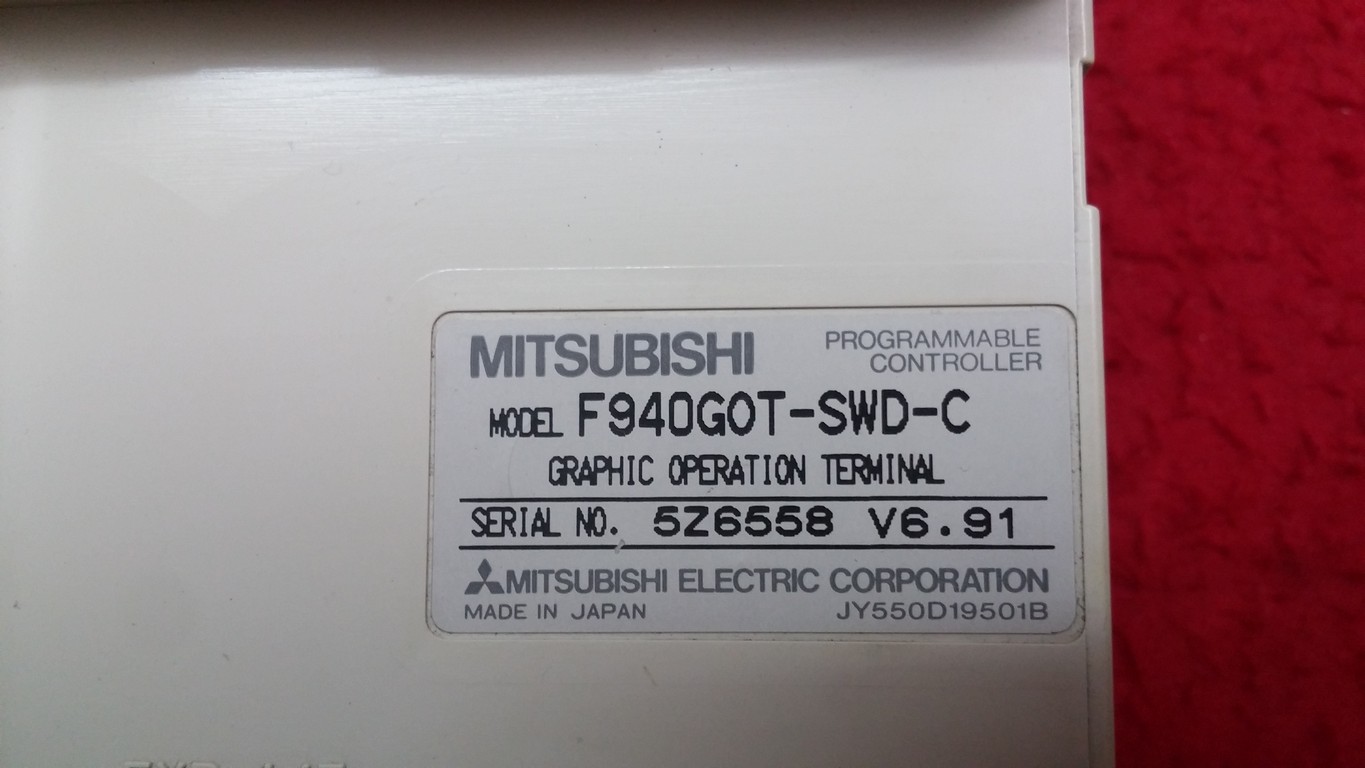 MITSUBISHI
PROGRAMMABLE
CONTROLLER
MODEL F940GOT-SWD-C
GRAPHIC OPERATION TERMINAL
SERIAL NO. 5Z6558 V6.91
MITSUBISHI ELECTRIC CORPORATION
MADE IN JAPAN JY550D19501B